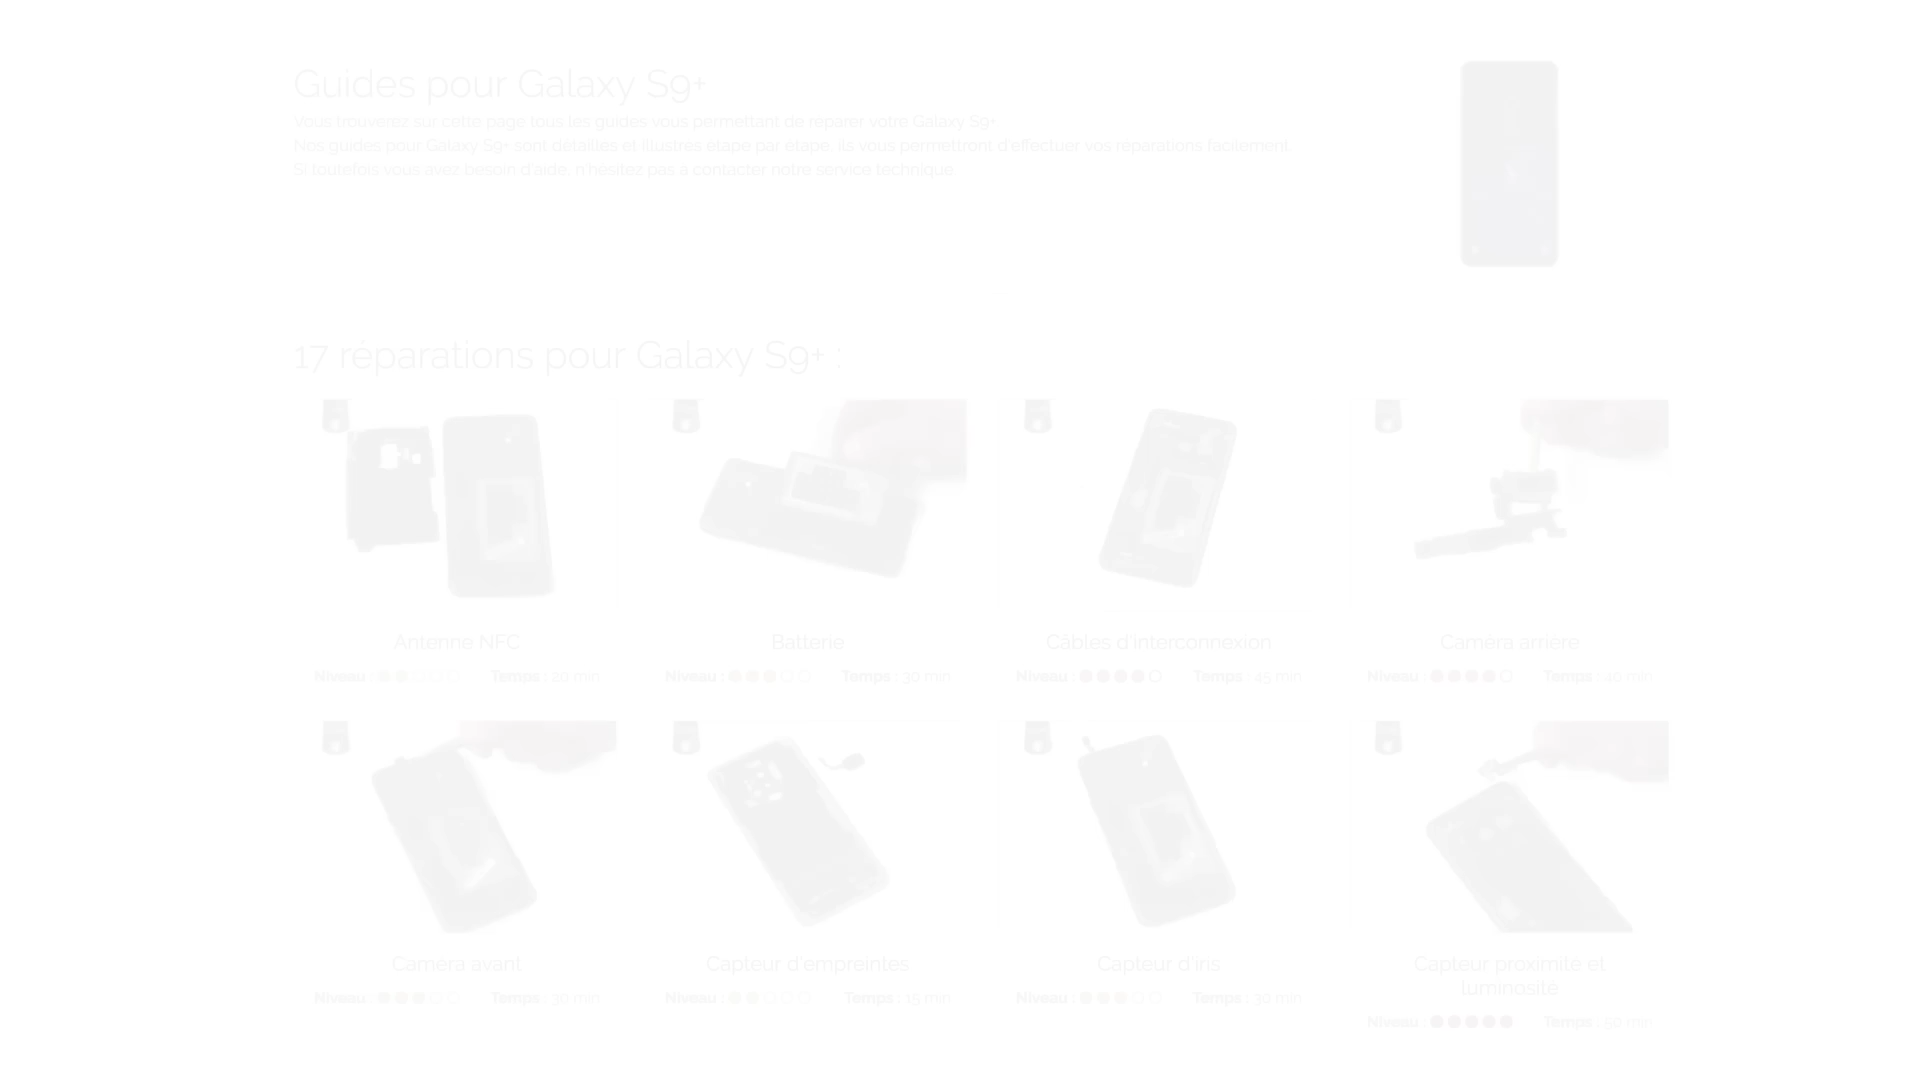 Guides pour Galaxy S9+
Vous trouverez sur cette page tous les guides vous permettant de réparer votre Galaxy S9+.
Nos guides pour Galaxy S9+ sont détaillés et illustrés étape par étape, ils vous permettront d'effectuer vos réparations facilement.
Si toutefois vous avez besoin d'aide, n'hésitez pas à contacter notre service technique.
17 réparations pour Galaxy S9+ :
Antenne NFC
Batterie
Câbles d'interconnexion
Caméra arrière
Niveau : Temps : 20 min
Niveau : Temps : 30 min
Niveau : Temps : 45 min
Niveau : Temps : 40 min
Caméra avant
Capteur d'empreintes
Capteur d'iris
Capteur proximité et
luminosité
Niveau : Temps : 30 min
Niveau : Temps : 15 min
Niveau : Temps : 30 min
Niveau : Temps : 50 min